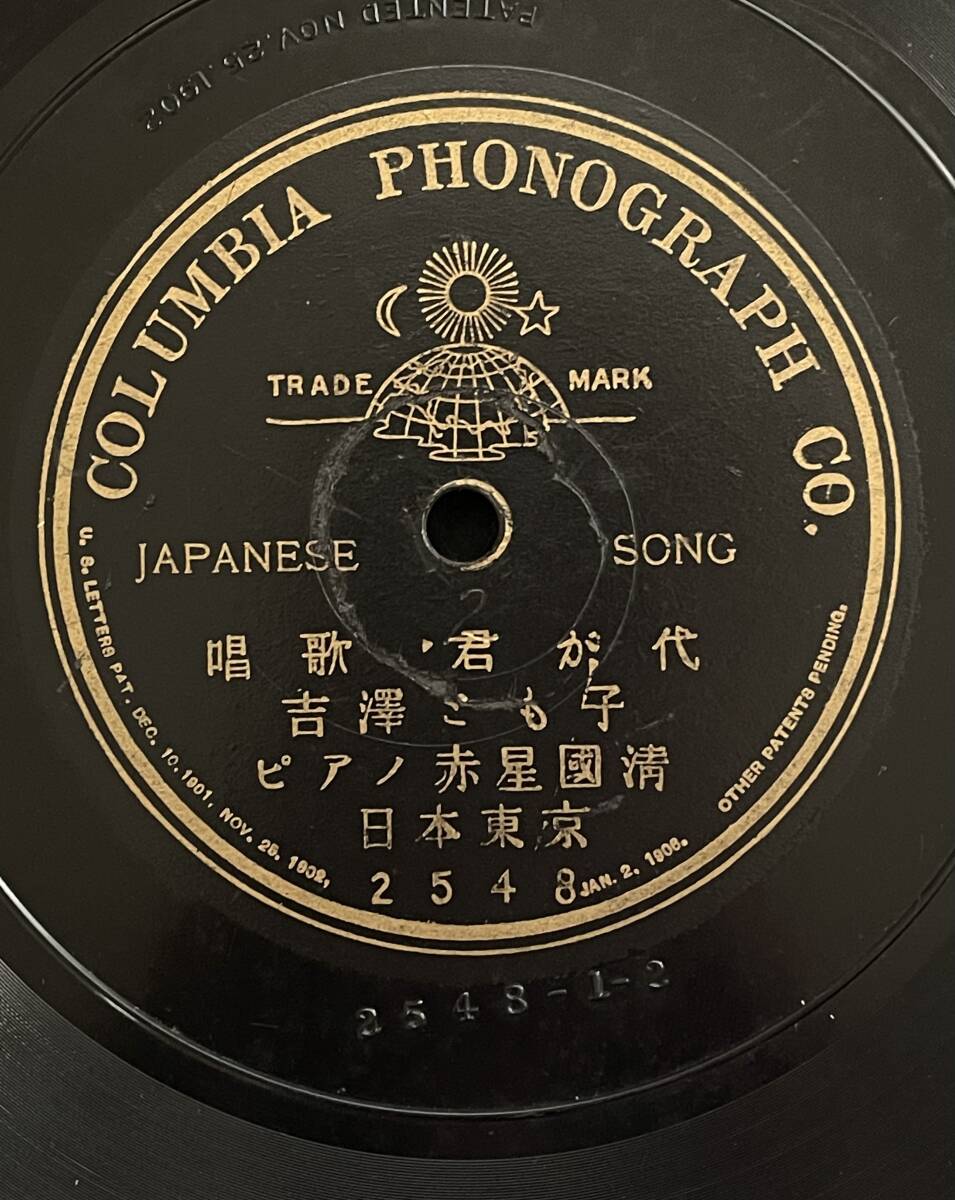 PATENTED NOV. 25, 1902
COLUMBIA PHONOGRAPH CO.
TRADE MARK
JAPANESE SONG
2
唱歌・君が代
吉澤こも子
ピアノ 赤星國清
日本東京
2548
U. S. LETTERS PAT. DEC. 10, 1901, NOV. 25, 1902, JAN. 2, 1906. OTHER PATENTS PENDING.
2548-1-2